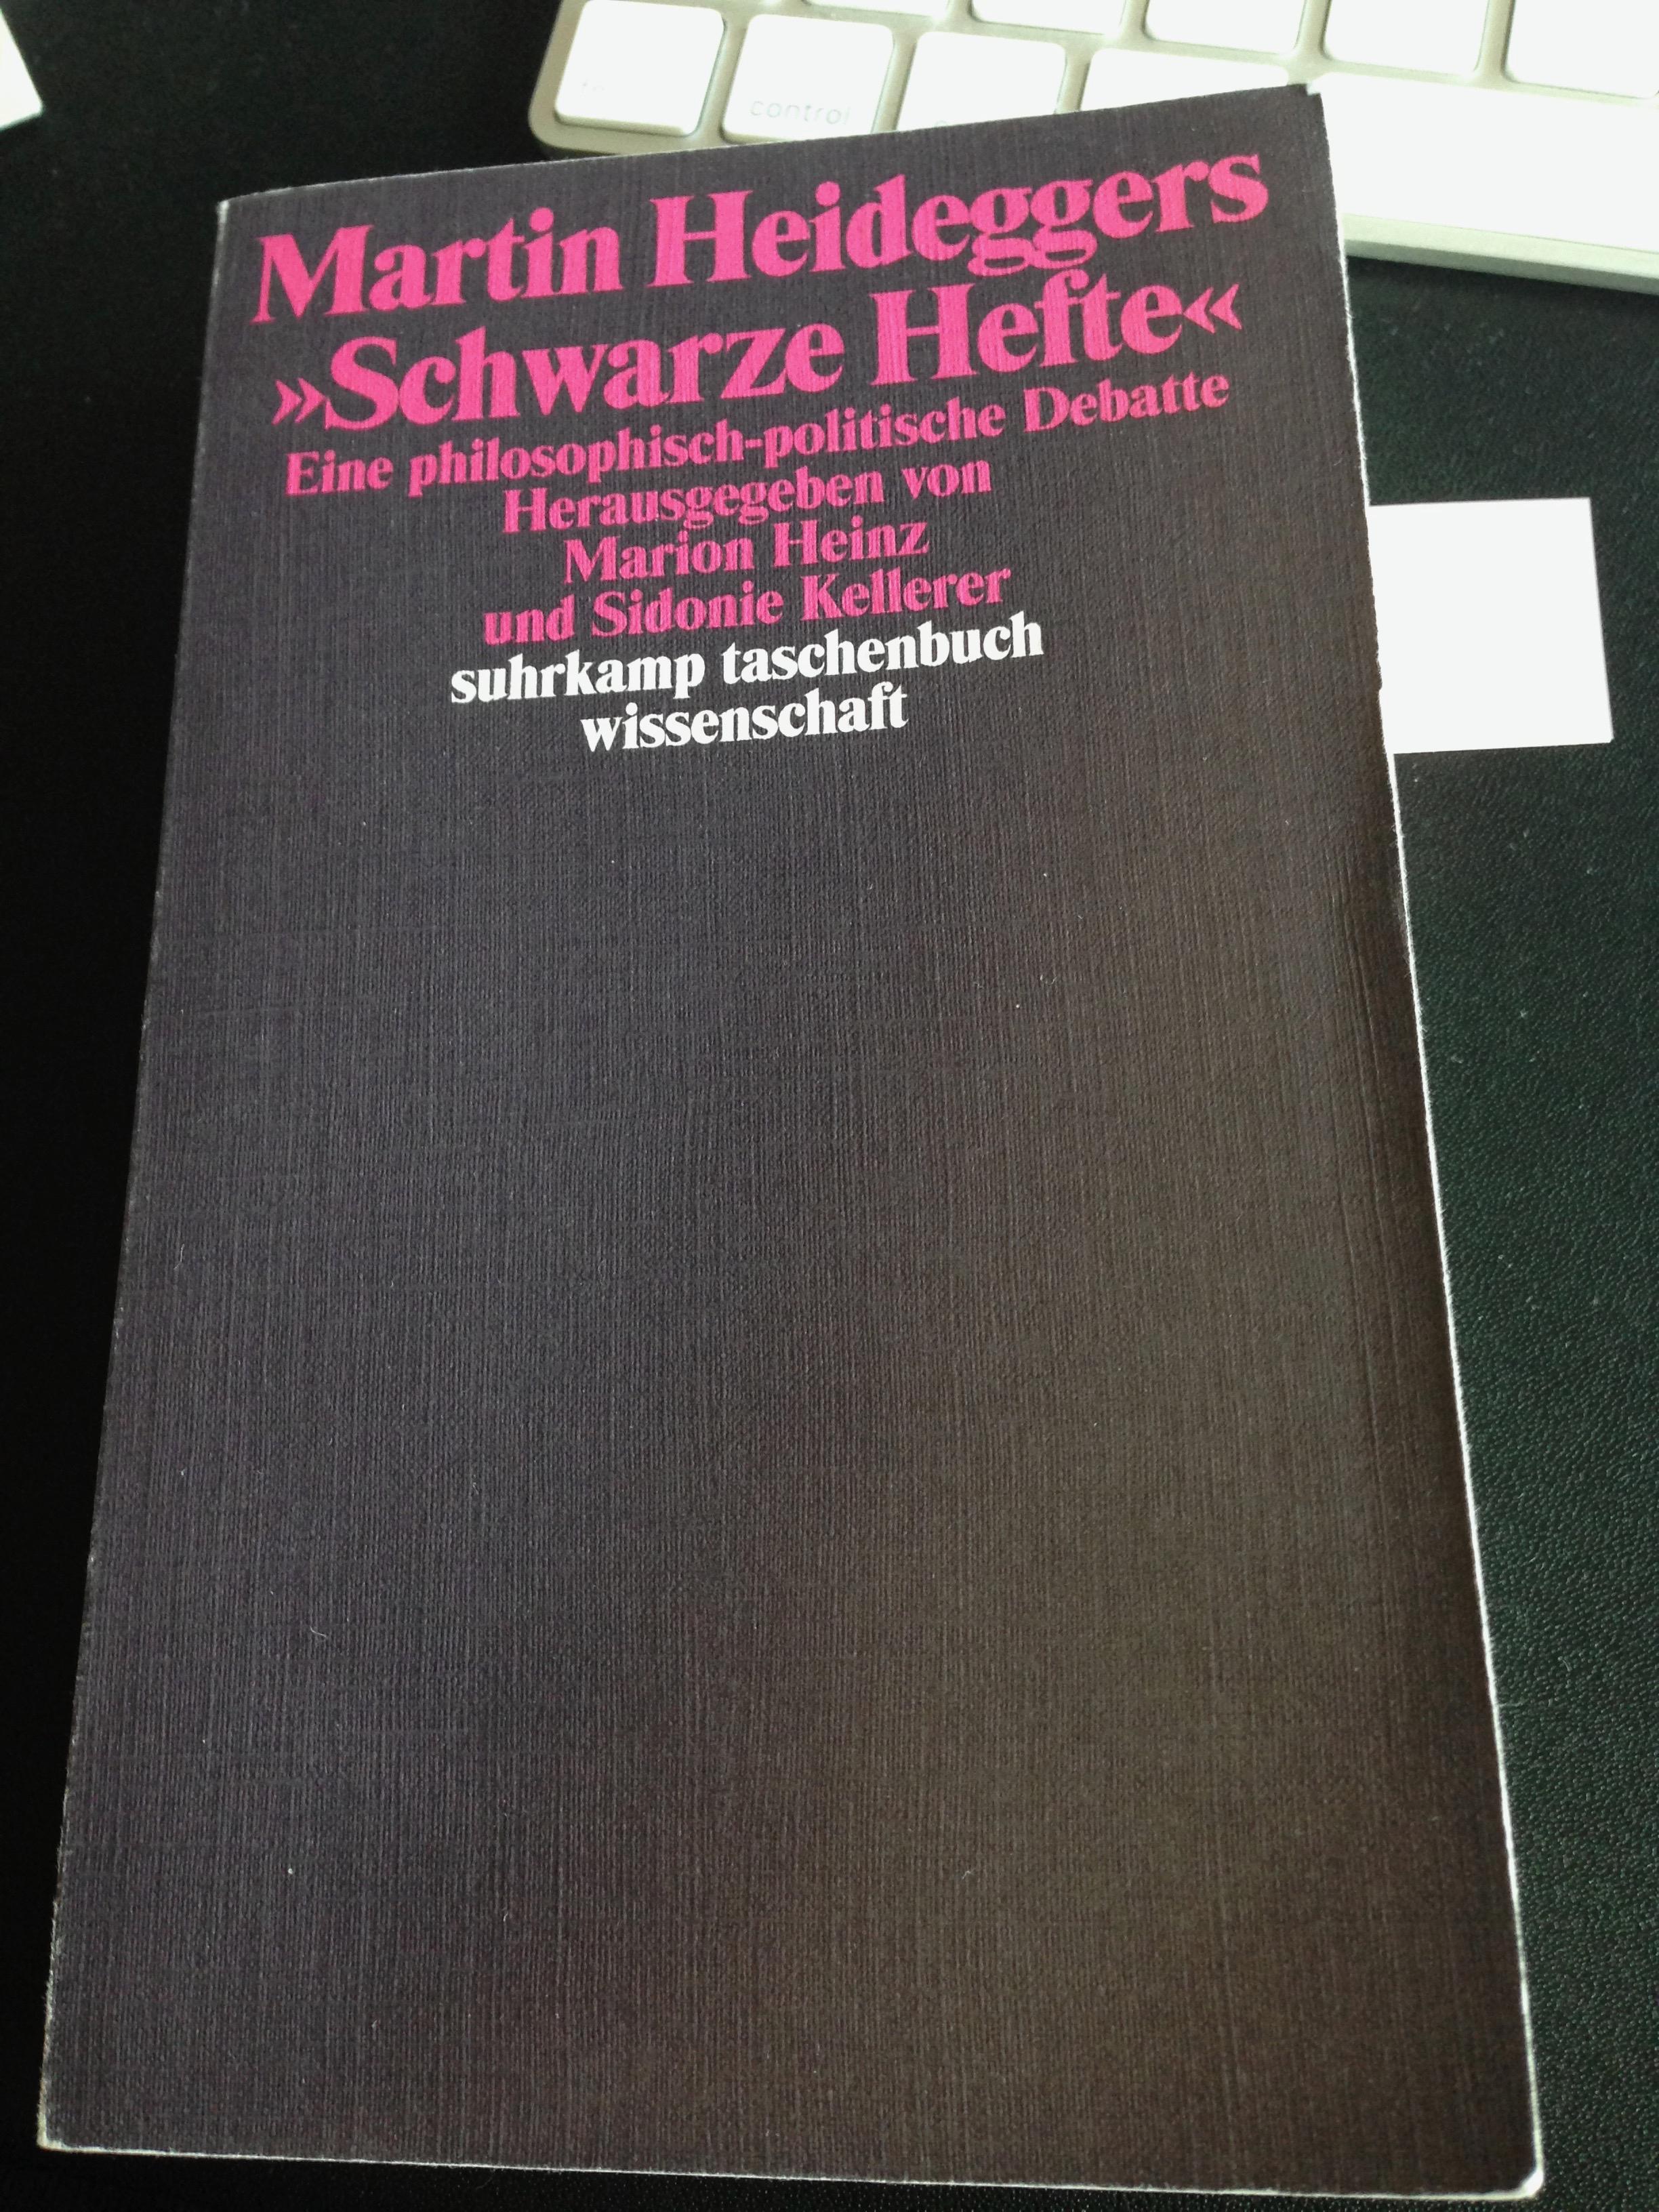 control
Martin Heideggers
»Schwarze Hefte«
Eine philosophisch-politische Debatte
Herausgegeben von
Marion Heinz
und Sidonie Kellerer
suhrkamp taschenbuch
wissenschaft